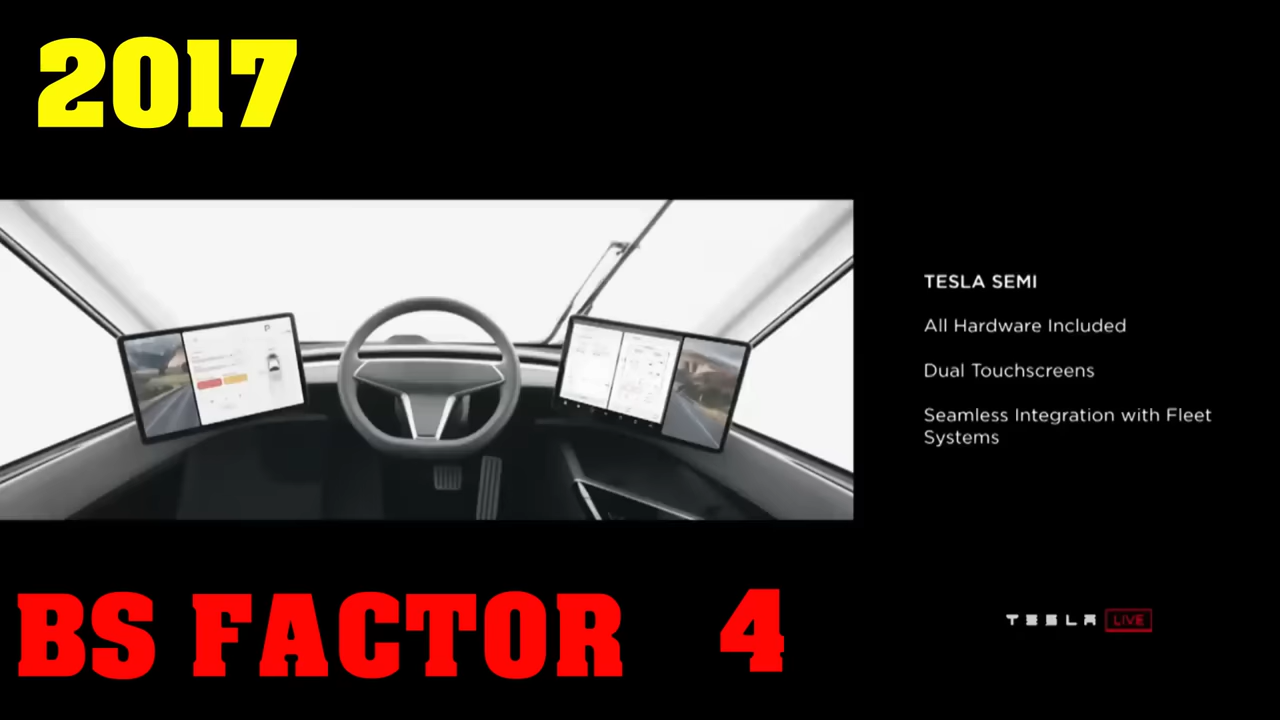 2017
TESLA SEMI
All Hardware Included
Dual Touchscreens
Seamless Integration with Fleet
Systems
BS FACTOR 4
TESLA LIVE